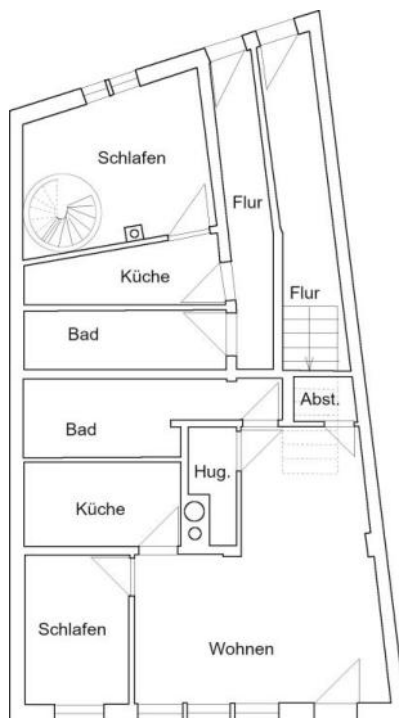 Schlafen
Flur
Küche
Flur
Bad
Abst.
Bad
Hug.
Küche
Schlafen
Wohnen